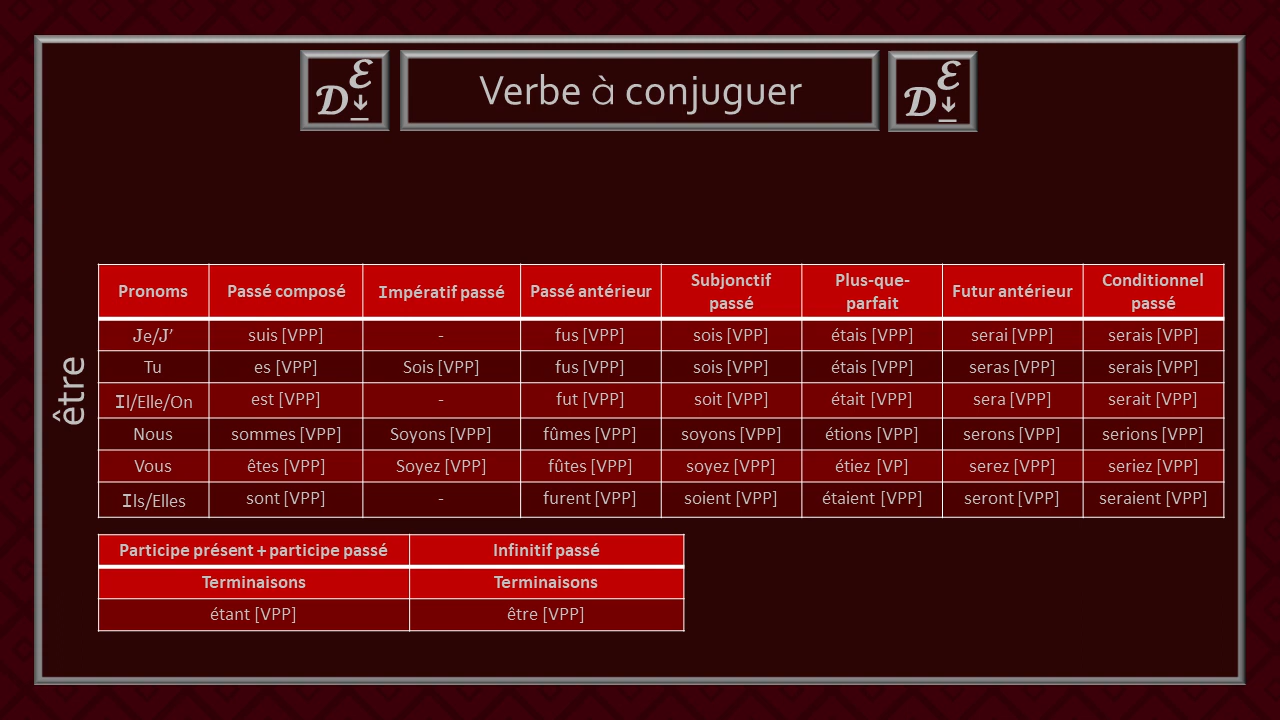 ℰ
𝒟↓
Verbe à conjuguer
ℰ
𝒟↓
être
Pronoms Passé composé Impératif passé Passé antérieur Subjonctif passé Plus-que-parfait Futur antérieur Conditionnel passé
Je/J’ suis [VPP] - fus [VPP] sois [VPP] étais [VPP] serai [VPP] serais [VPP]
Tu es [VPP] Sois [VPP] fus [VPP] sois [VPP] étais [VPP] seras [VPP] serais [VPP]
Il/Elle/On est [VPP] - fut [VPP] soit [VPP] était [VPP] sera [VPP] serait [VPP]
Nous sommes [VPP] Soyons [VPP] fûmes [VPP] soyons [VPP] étions [VPP] serons [VPP] serions [VPP]
Vous êtes [VPP] Soyez [VPP] fûtes [VPP] soyez [VPP] étiez [VP] serez [VPP] seriez [VPP]
Ils/Elles sont [VPP] - furent [VPP] soient [VPP] étaient [VPP] seront [VPP] seraient [VPP]
Participe présent + participe passé Infinitif passé
Terminaisons Terminaisons
étant [VPP] être [VPP]